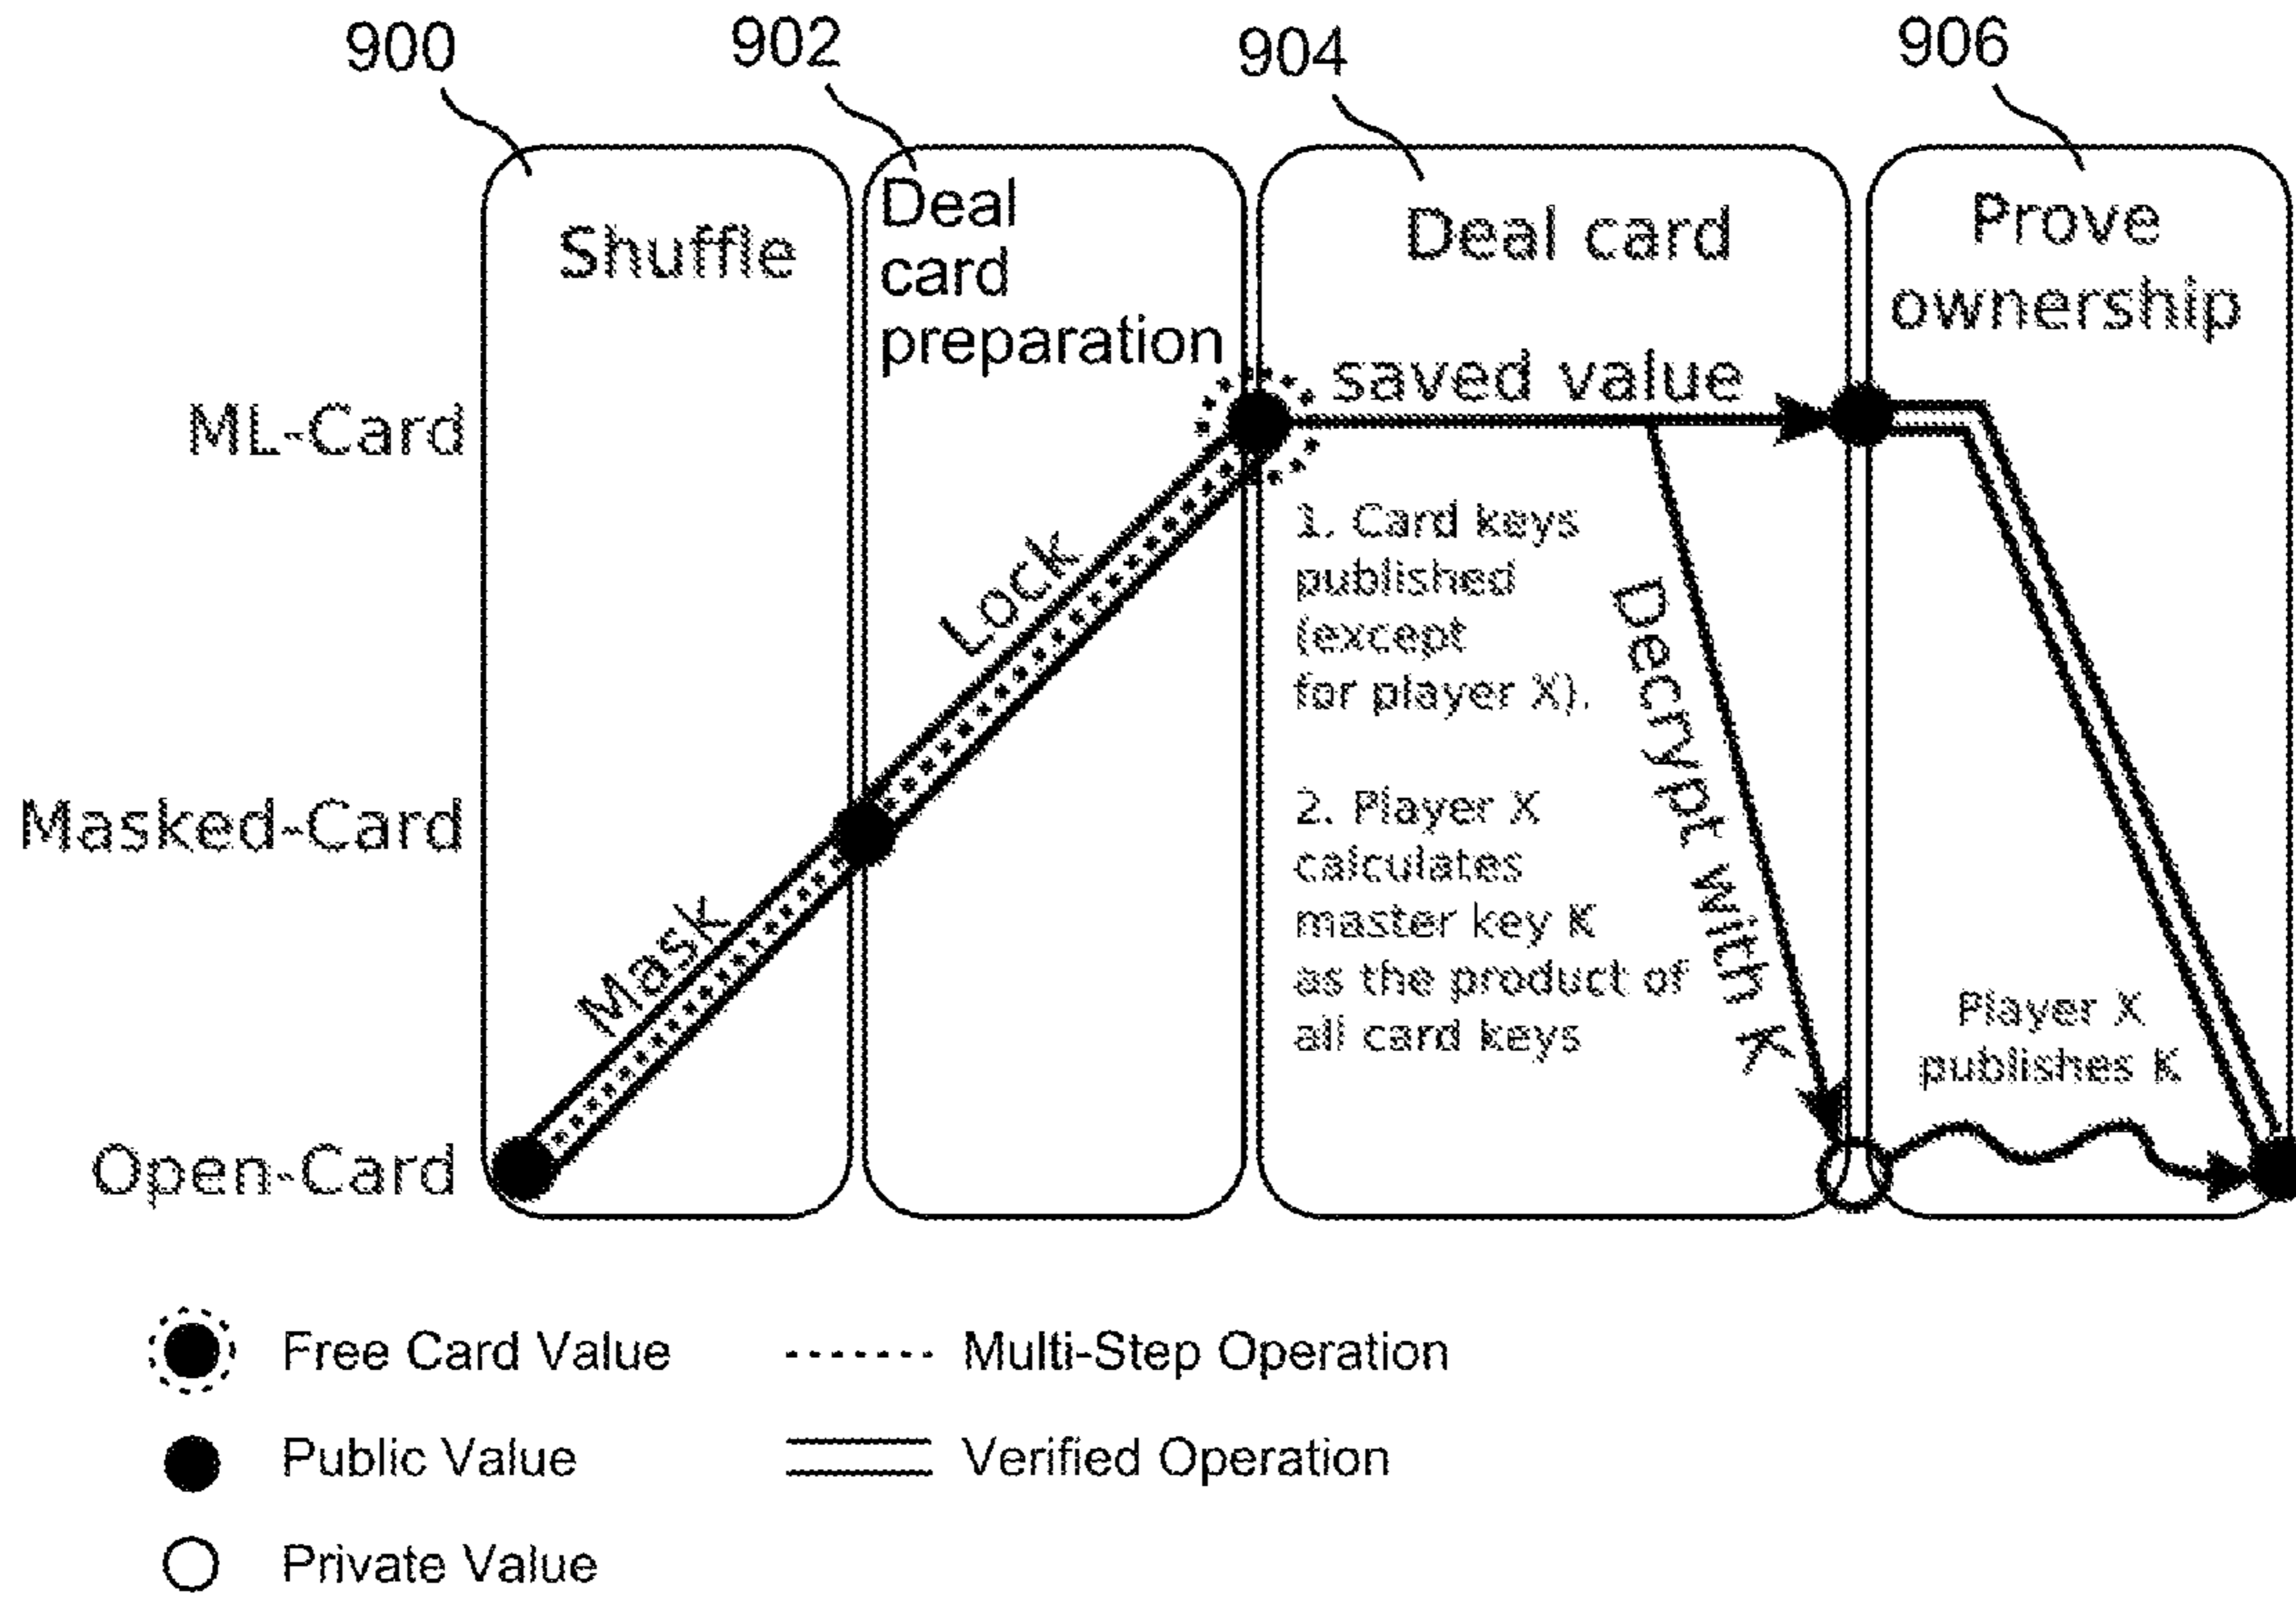 900
902
904
906
Shuffle
Deal
card
preparation
Deal card
Prove
ownership
ML-Card
saved value
Lock
1. Card keys
published
(except
for player X).
Decrypt with K
Masked-Card
2. Player X
calculates
master key K
as the product of
all card keys
Mask
Player X
publishes K
Open-Card
Free Card Value
Multi-Step Operation
Public Value
Verified Operation
Private Value